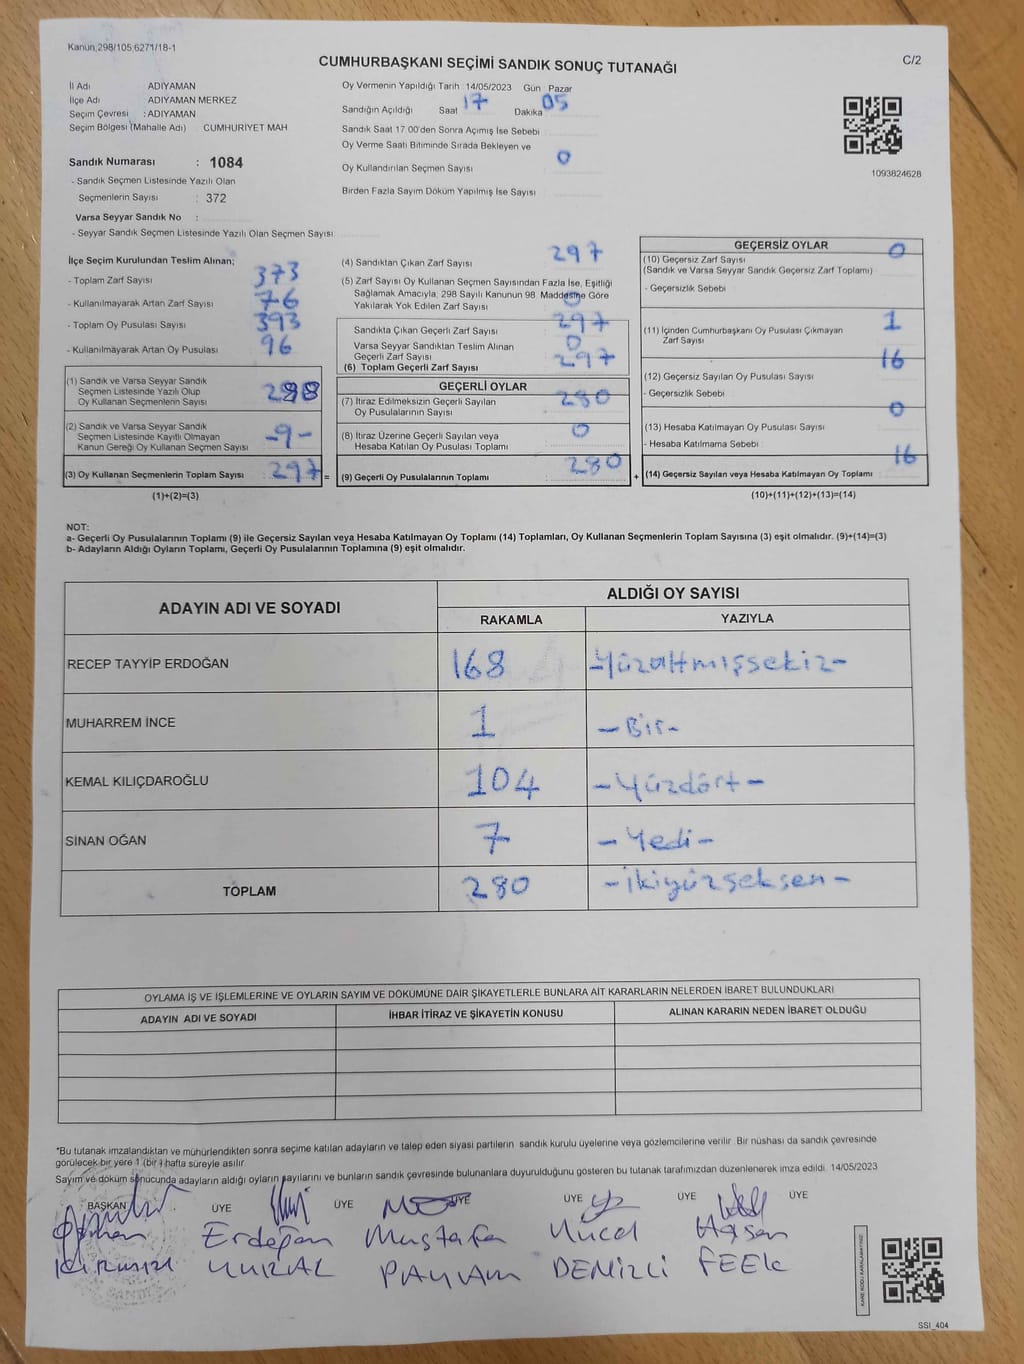 Kanun,298/105,6271/18-1
C/2
CUMHURBAŞKANI SEÇİMİ SANDIK SONUÇ TUTANAĞI
İl Adı ADIYAMAN
İlçe Adı ADIYAMAN MERKEZ
Seçim Çevresi : ADIYAMAN
Seçim Bölgesi (Mahalle Adı) CUMHURİYET MAH
Sandık Numarası : 1084
- Sandık Seçmen Listesinde Yazılı Olan
Seçmenlerin Sayısı : 372
Varsa Seyyar Sandık No :
- Seyyar Sandık Seçmen Listesinde Yazılı Olan Seçmen Sayısı
Oy Vermenin Yapıldığı Tarih 14/05/2023 Gün Pazar
Sandığın Açıldığı Saat 17 Dakika 05
Sandık Saat 17.00'den Sonra Açımış İse Sebebi
Oy Verme Saati Bitiminde Sırada Bekleyen ve
Oy Kullandırılan Seçmen Sayısı 0
Birden Fazla Sayım Döküm Yapılmış İse Sayısı
1093824628
İlçe Seçim Kurulundan Teslim Alınan;
- Toplam Zarf Sayısı 373
- Kullanılmayarak Artan Zarf Sayısı 76
- Toplam Oy Pusulası Sayısı 393
- Kullanılmayarak Artan Oy Pusulası 96
(1) Sandık ve Varsa Seyyar Sandık
Seçmen Listesinde Yazılı Olup
Oy Kullanan Seçmenlerin Sayısı 288
(2) Sandık ve Varsa Seyyar Sandık
Seçmen Listesinde Kayıtlı Olmayan
Kanun Gereği Oy Kullanan Seçmen Sayısı -9-
(3) Oy Kullanan Seçmenlerin Toplam Sayısı 297 =
(1)+(2)=(3)
(4) Sandıktan Çıkan Zarf Sayısı 297
(5) Zarf Sayısı Oy Kullanan Seçmen Sayısından Fazla İse, Eşitliği
Sağlamak Amacıyla, 298 Sayılı Kanunun 98 Maddesine Göre
Yakılarak Yok Edilen Zarf Sayısı 0
Sandıkta Çıkan Geçerli Zarf Sayısı 297
Varsa Seyyar Sandıktan Teslim Alınan
Geçerli Zarf Sayısı 0
(6) Toplam Geçerli Zarf Sayısı 297
GEÇERLİ OYLAR
(7) İtiraz Edilmeksizin Geçerli Sayılan
Oy Pusulalarının Sayısı 280
(8) İtiraz Üzerine Geçerli Sayılan veya
Hesaba Katılan Oy Pusulası Toplamı 0
(9) Geçerli Oy Pusulalarının Toplamı 280 +
GEÇERSİZ OYLAR
(10) Geçersiz Zarf Sayısı 0
(Sandık ve Varsa Seyyar Sandık Geçersiz Zarf Toplamı)
- Geçersizlik Sebebi
(11) İçinden Cumhurbaşkanı Oy Pusulası Çıkmayan 1
Zarf Sayısı
(12) Geçersiz Sayılan Oy Pusulası Sayısı 16
- Geçersizlik Sebebi
(13) Hesaba Katılmayan Oy Pusulası Sayısı 0
- Hesaba Katılmama Sebebi
(14) Geçersiz Sayılan veya Hesaba Katılmayan Oy Toplamı 16
(10)+(11)+(12)+(13)=(14)
NOT:
a- Geçerli Oy Pusulalarının Toplamı (9) ile Geçersiz Sayılan veya Hesaba Katılmayan Oy Toplamı (14) Toplamları, Oy Kullanan Seçmenlerin Toplam Sayısına (3) eşit olmalıdır. (9)+(14)=(3)
b- Adayların Aldığı Oyların Toplamı, Geçerli Oy Pusulalarının Toplamına (9) eşit olmalıdır.
ADAYIN ADI VE SOYADI
ALDIĞI OY SAYISI
RAKAMLA YAZIYLA
RECEP TAYYİP ERDOĞAN 168 -Yüzaltmışsekiz-
MUHARREM İNCE 1 -Bir-
KEMAL KILIÇDAROĞLU 104 -Yüzdört-
SİNAN OĞAN 7 -Yedi-
TOPLAM 280 -ikiyüzseksen-
OYLAMA İŞ VE İŞLEMLERİNE VE OYLARIN SAYIM VE DÖKÜMÜNE DAİR ŞİKAYETLERLE BUNLARA AİT KARARLARIN NELERDEN İBARET BULUNDUKLARI
ADAYIN ADI VE SOYADI İHBAR İTİRAZ VE ŞİKAYETİN KONUSU ALINAN KARARIN NEDEN İBARET OLDUĞU
*Bu tutanak imzalandıktan ve mühürlendikten sonra seçime katılan adayların ve talep eden siyasi partilerin sandık kurulu üyelerine veya gözlemcilerine verilir. Bir nüshası da sandık çevresinde
görülecek bir yere 1 (bir) hafta süreyle asılır.
Sayım ve döküm sonucunda adayların aldığı oyların sayılarını ve bunların sandık çevresinde bulunanlara duyurulduğunu gösteren bu tutanak tarafımızdan düzenlenerek imza edildi. 14/05/2023
BAŞKAN ÜYE ÜYE ÜYE ÜYE ÜYE ÜYE
Erdoğan Mustafa Yücel Hasan
DENİZLİ
KARE KODU KARALAMAYINIZ
SSI_404